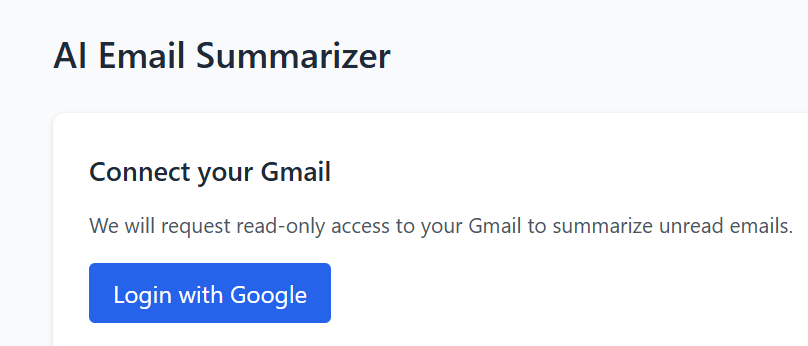 AI Email Summarizer
Connect your Gmail
We will request read-only access to your Gmail to summarize unread emails.
Login with Google